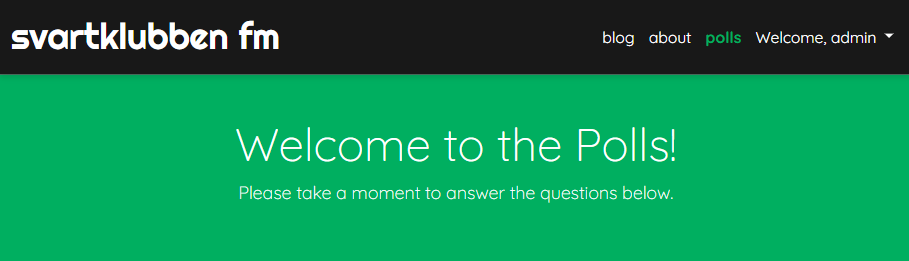 svartklubben fm
blog about polls Welcome, admin
Welcome to the Polls!
Please take a moment to answer the questions below.